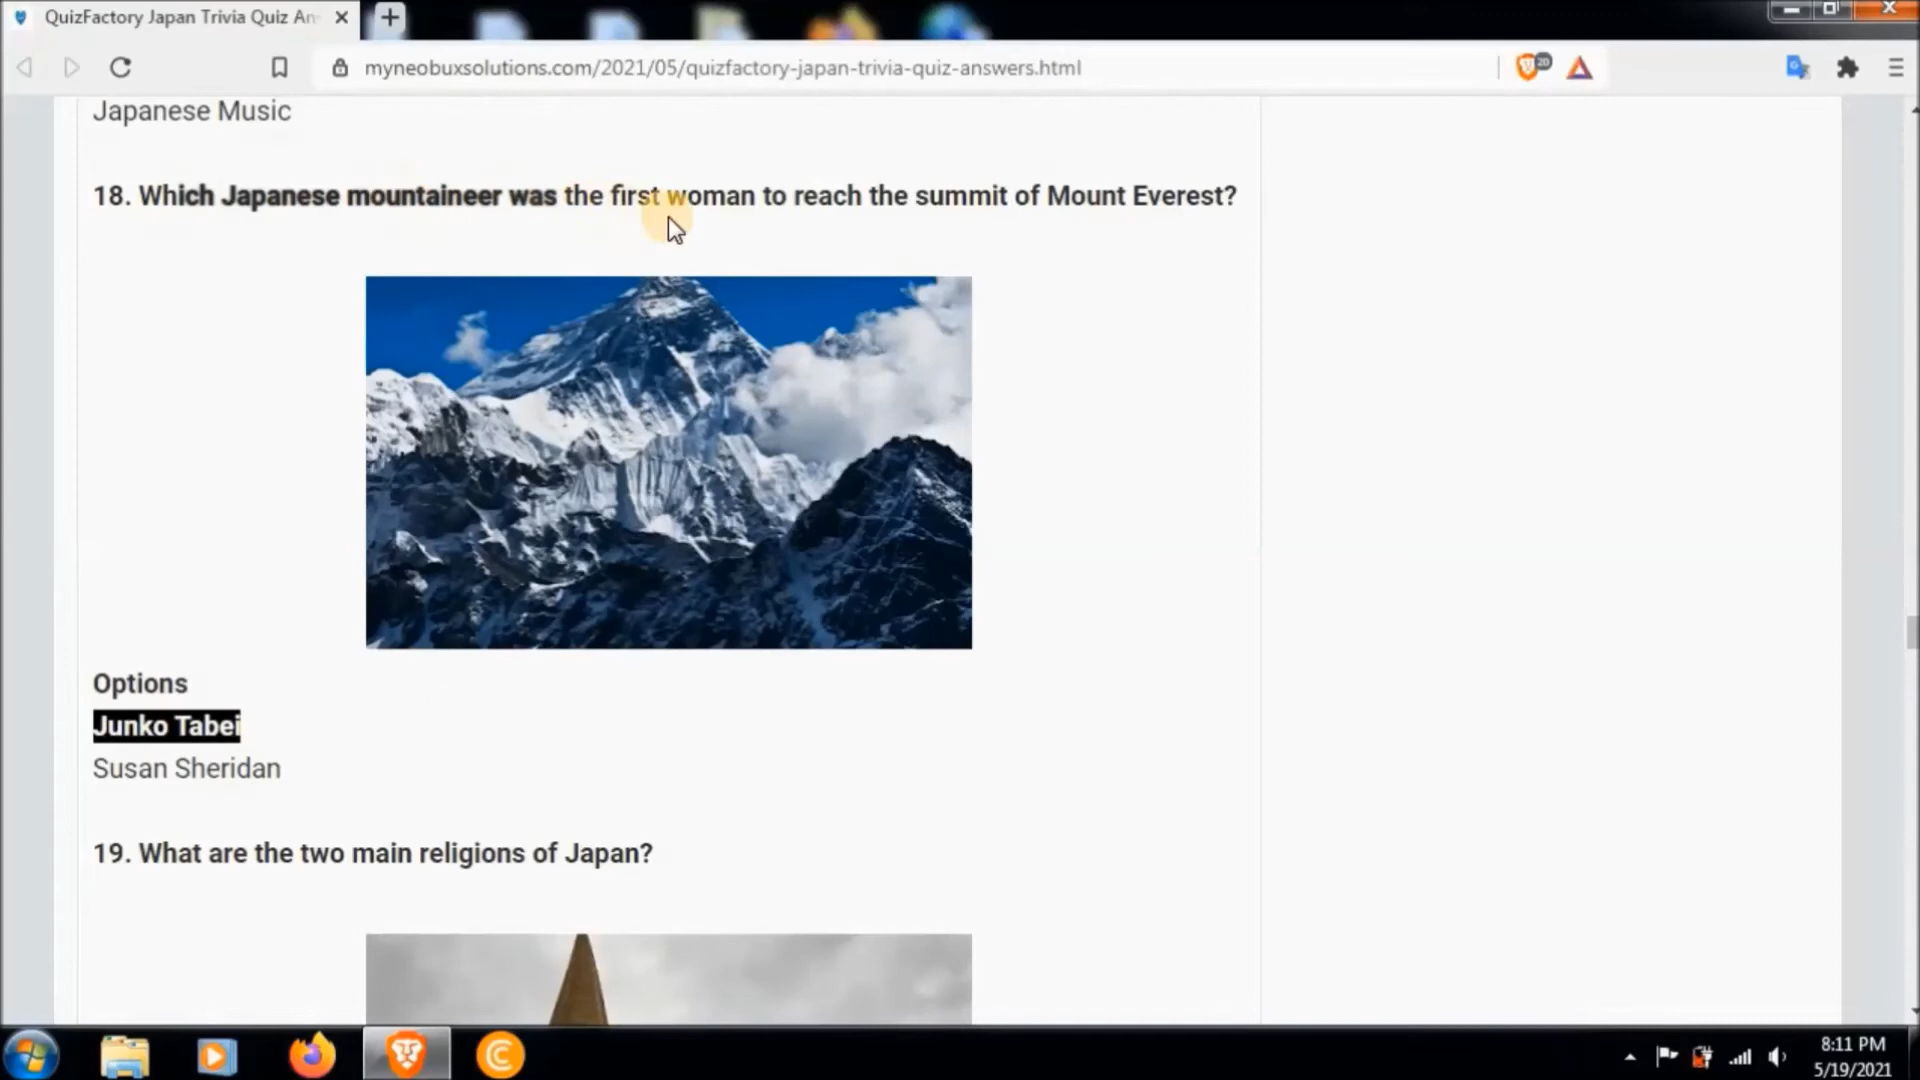 QuizFactory Japan Trivia Quiz An
myneobuxsolutions.com/2021/05/quizfactory-japan-trivia-quiz-answers.html
20
Japanese Music
18. Which Japanese mountaineer was the first woman to reach the summit of Mount Everest?
Options
Junko Tabei
Susan Sheridan
19. What are the two main religions of Japan?
8:11 PM
5/19/2021